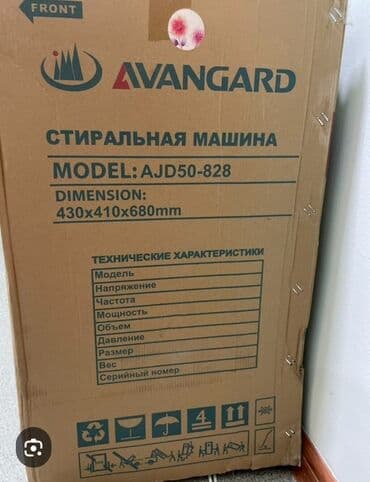 FRONT
AVANGARD
СТИРАЛЬНАЯ МАШИНА
MODEL: AJD50-828
DIMENSION:
430x410x680mm
ТЕХНИЧЕСКИЕ ХАРАКТЕРИСТИКИ
Модель
Напряжение
Частота
Мощность
Объем
Давление
Размер
Вес
Серийный номер
4